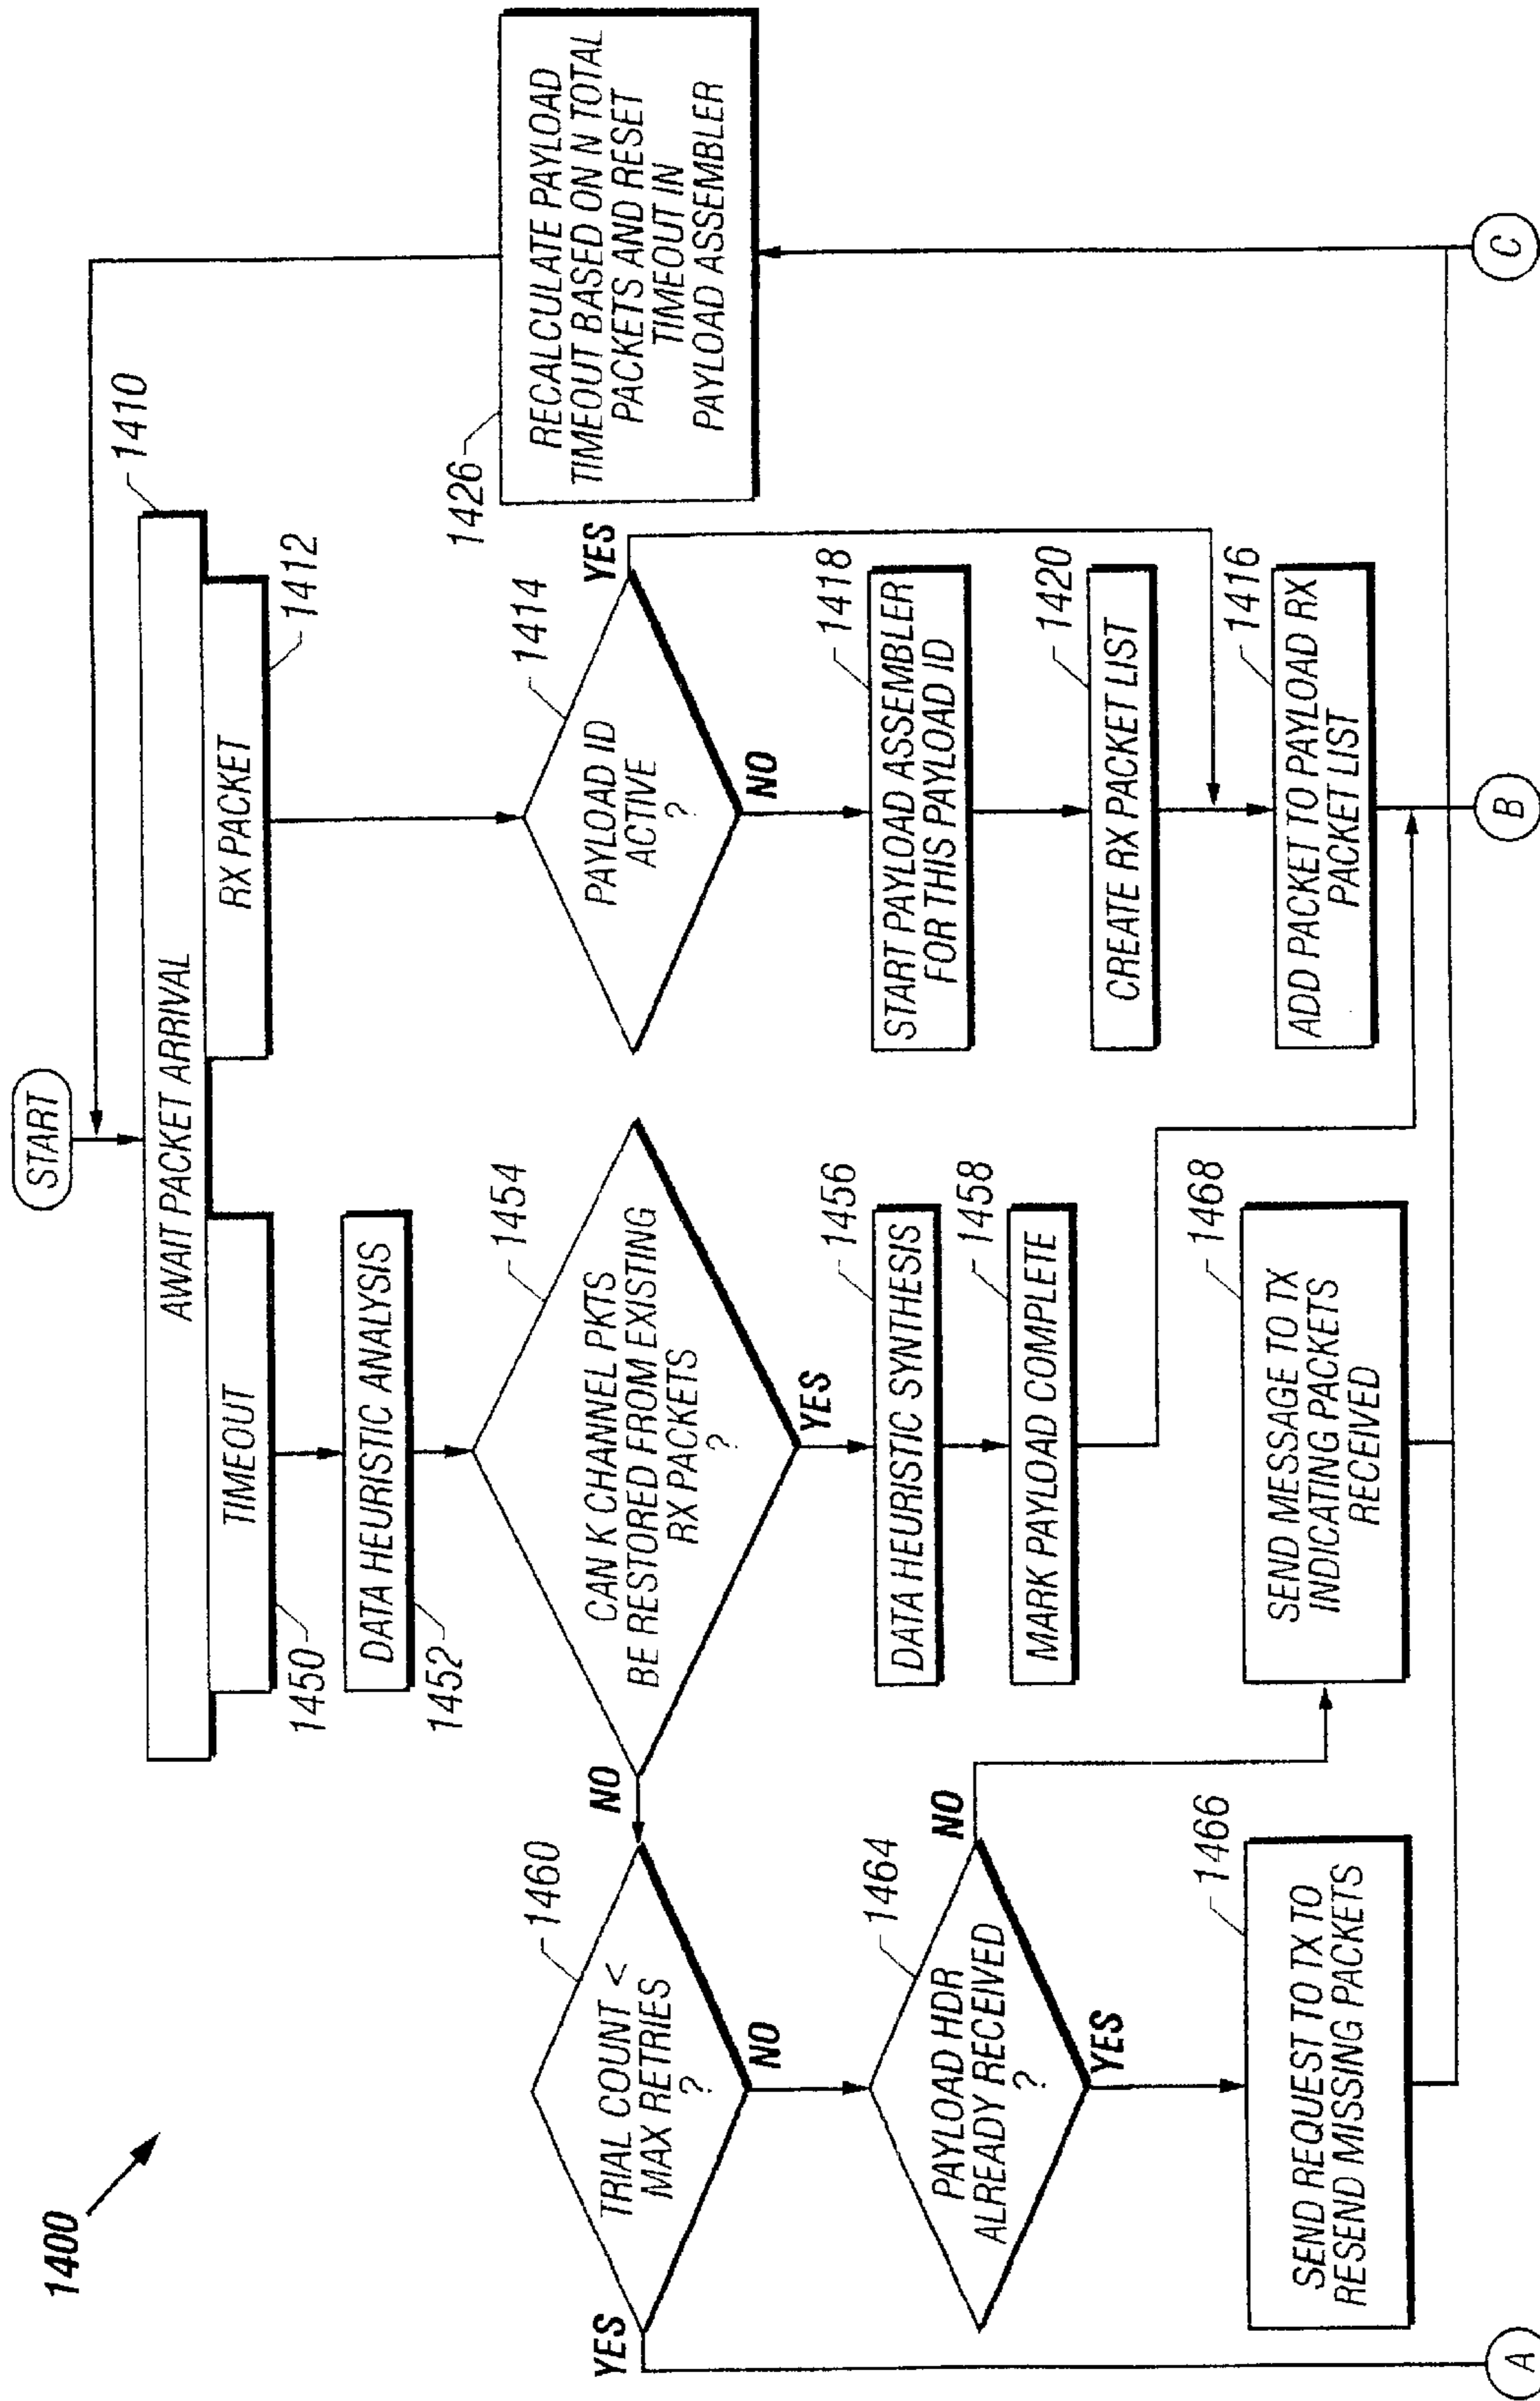 1400
START
AWAIT PACKET ARRIVAL
1410
TIMEOUT
1450
RX PACKET
1412
DATA HEURISTIC ANALYSIS
1452
CAN K CHANNEL PKTS
BE RESTORED FROM EXISTING
RX PACKETS
?
1454
NO
YES
PAYLOAD ID
ACTIVE
?
1414
YES
NO
RECALCULATE PAYLOAD
TIMEOUT BASED ON N TOTAL
PACKETS AND RESET
TIMEOUT IN
PAYLOAD ASSEMBLER
1426
TRIAL COUNT <
MAX RETRIES
?
1460
YES
NO
DATA HEURISTIC SYNTHESIS
1456
START PAYLOAD ASSEMBLER
FOR THIS PAYLOAD ID
1418
PAYLOAD HDR
ALREADY RECEIVED
?
1464
NO
YES
MARK PAYLOAD COMPLETE
1458
CREATE RX PACKET LIST
1420
SEND REQUEST TO TX TO
RESEND MISSING PACKETS
1466
SEND MESSAGE TO TX
INDICATING PACKETS
RECEIVED
1468
ADD PACKET TO PAYLOAD RX
PACKET LIST
1416
A
B
C